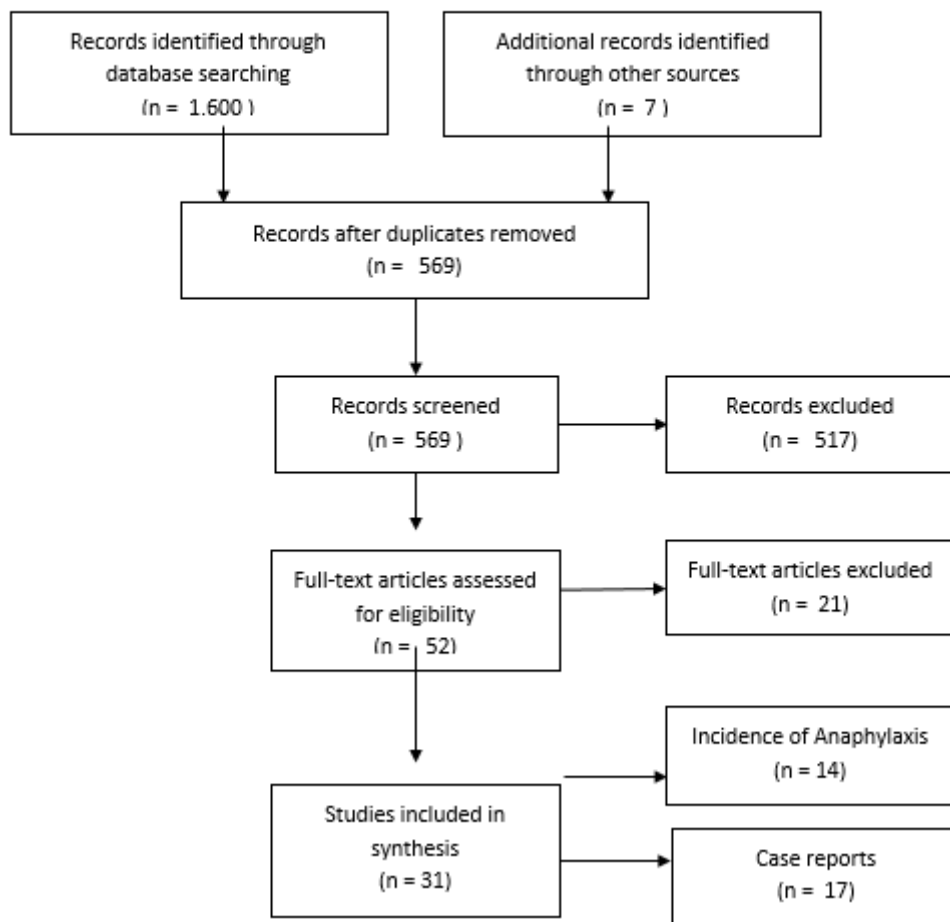 Records identified through
database searching
(n = 1.600 )
Additional records identified
through other sources
(n = 7 )
Records after duplicates removed
(n = 569)
Records screened
(n = 569 )
Records excluded
(n = 517)
Full-text articles assessed
for eligibility
(n = 52)
Full-text articles excluded
(n = 21)
Incidence of Anaphylaxis
(n = 14)
Studies included in
synthesis
(n = 31)
Case reports
(n = 17)